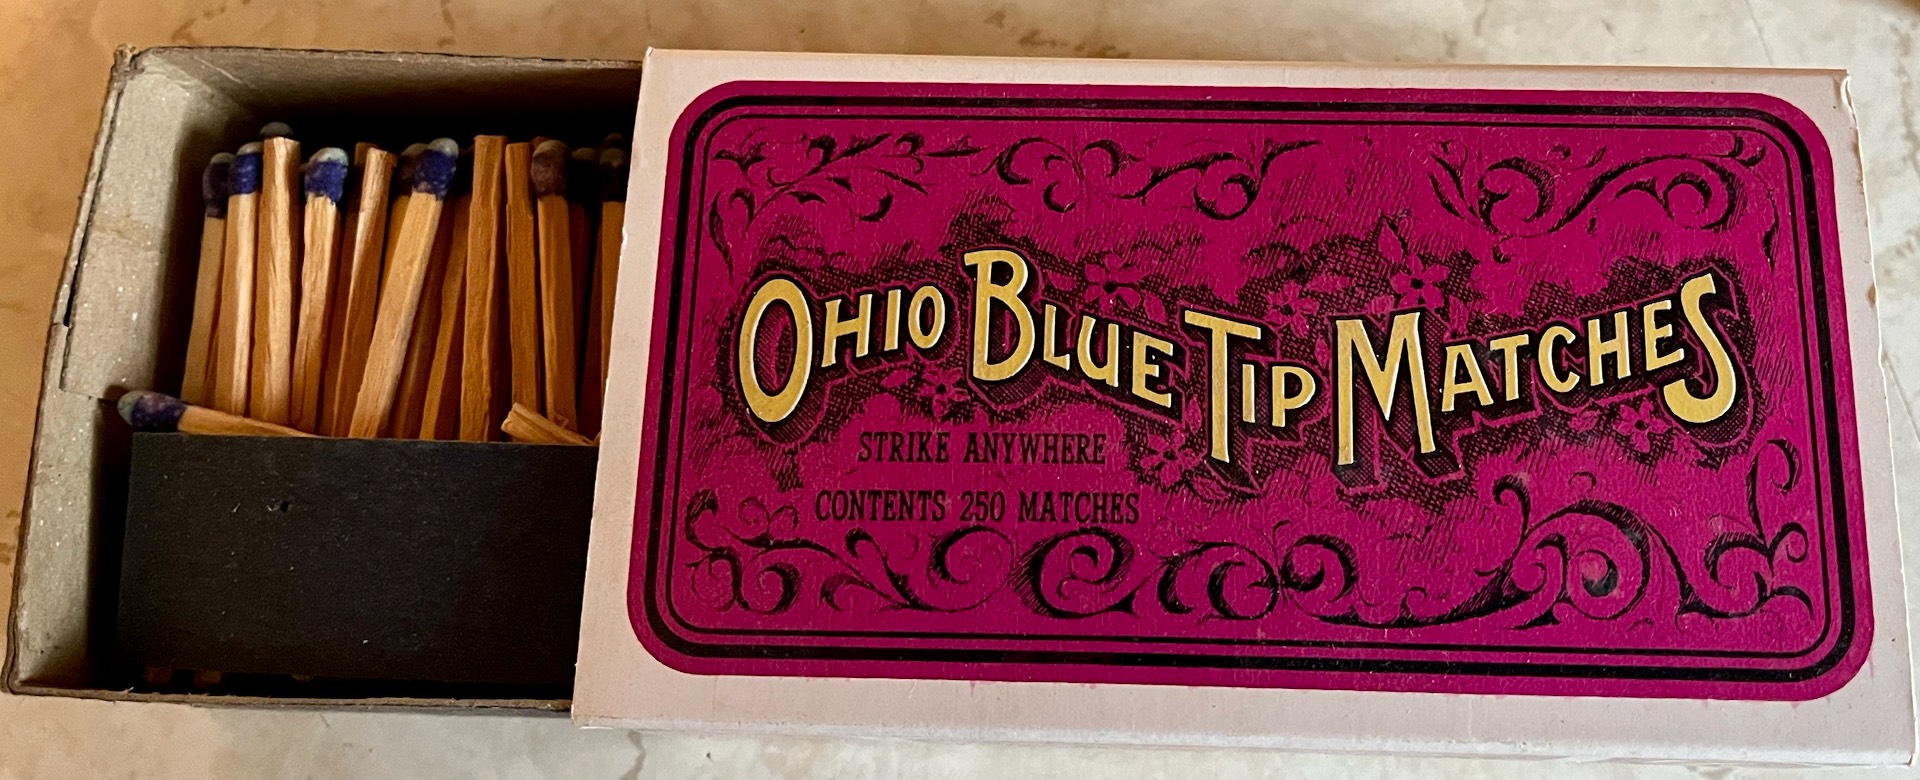 OHIO BLUE TIP MATCHES
STRIKE ANYWHERE
CONTENTS 250 MATCHES